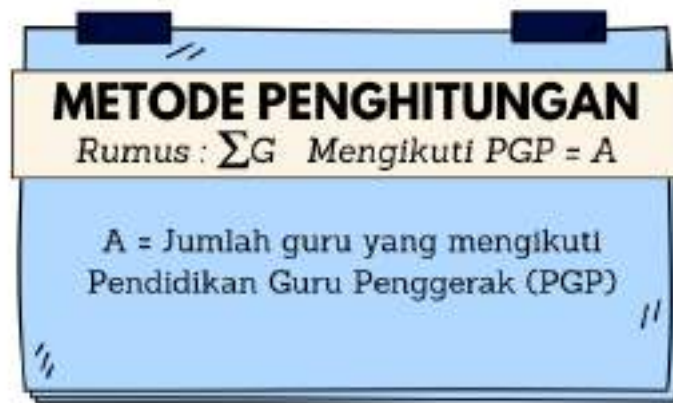 METODE PENGHITUNGAN
Rumus : ∑G Mengikuti PGP = A
A = Jumlah guru yang mengikuti
Pendidikan Guru Penggerak (PGP)